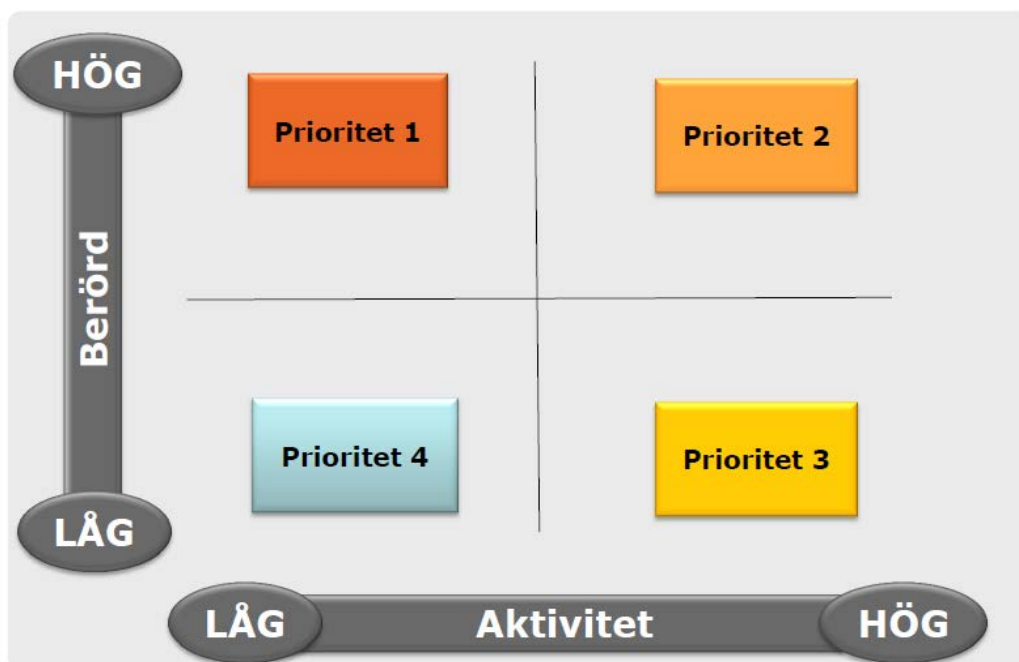 HÖG
Prioritet 1
Prioritet 2
Berörd
Prioritet 4
Prioritet 3
LÅG
LÅG
Aktivitet
HÖG